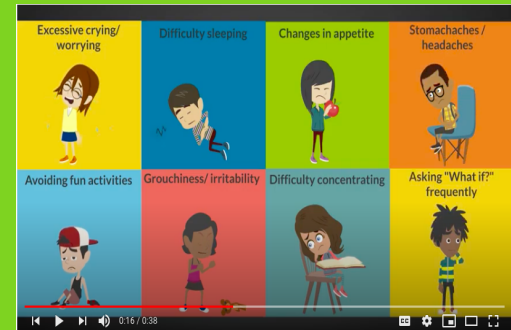 Excessive crying/
worrying
Difficulty sleeping
Changes in appetite
Stomachaches /
headaches
Avoiding fun activities
Grouchiness/ irritability
Difficulty concentrating
Asking "What if?"
frequently
0:16 / 0:38
CC